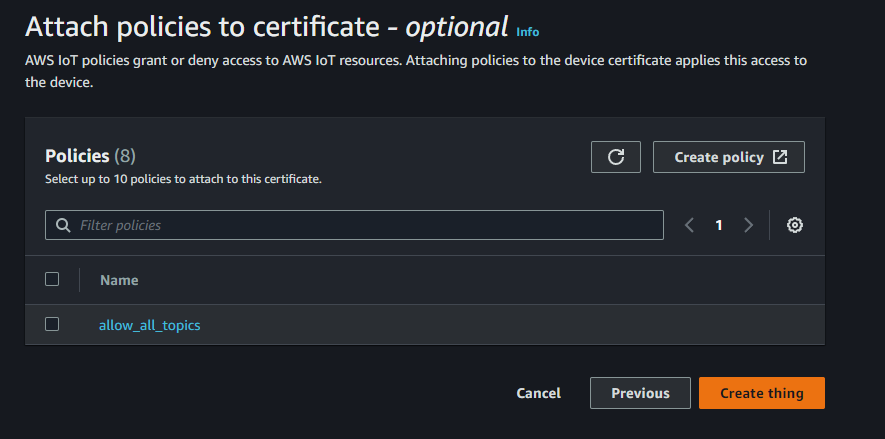 Attach policies to certificate - optional Info
AWS IoT policies grant or deny access to AWS IoT resources. Attaching policies to the device certificate applies this access to
the device.
Policies (8)
Create policy
Select up to 10 policies to attach to this certificate.
Filter policies
1
Name
allow_all_topics
Cancel
Previous
Create thing